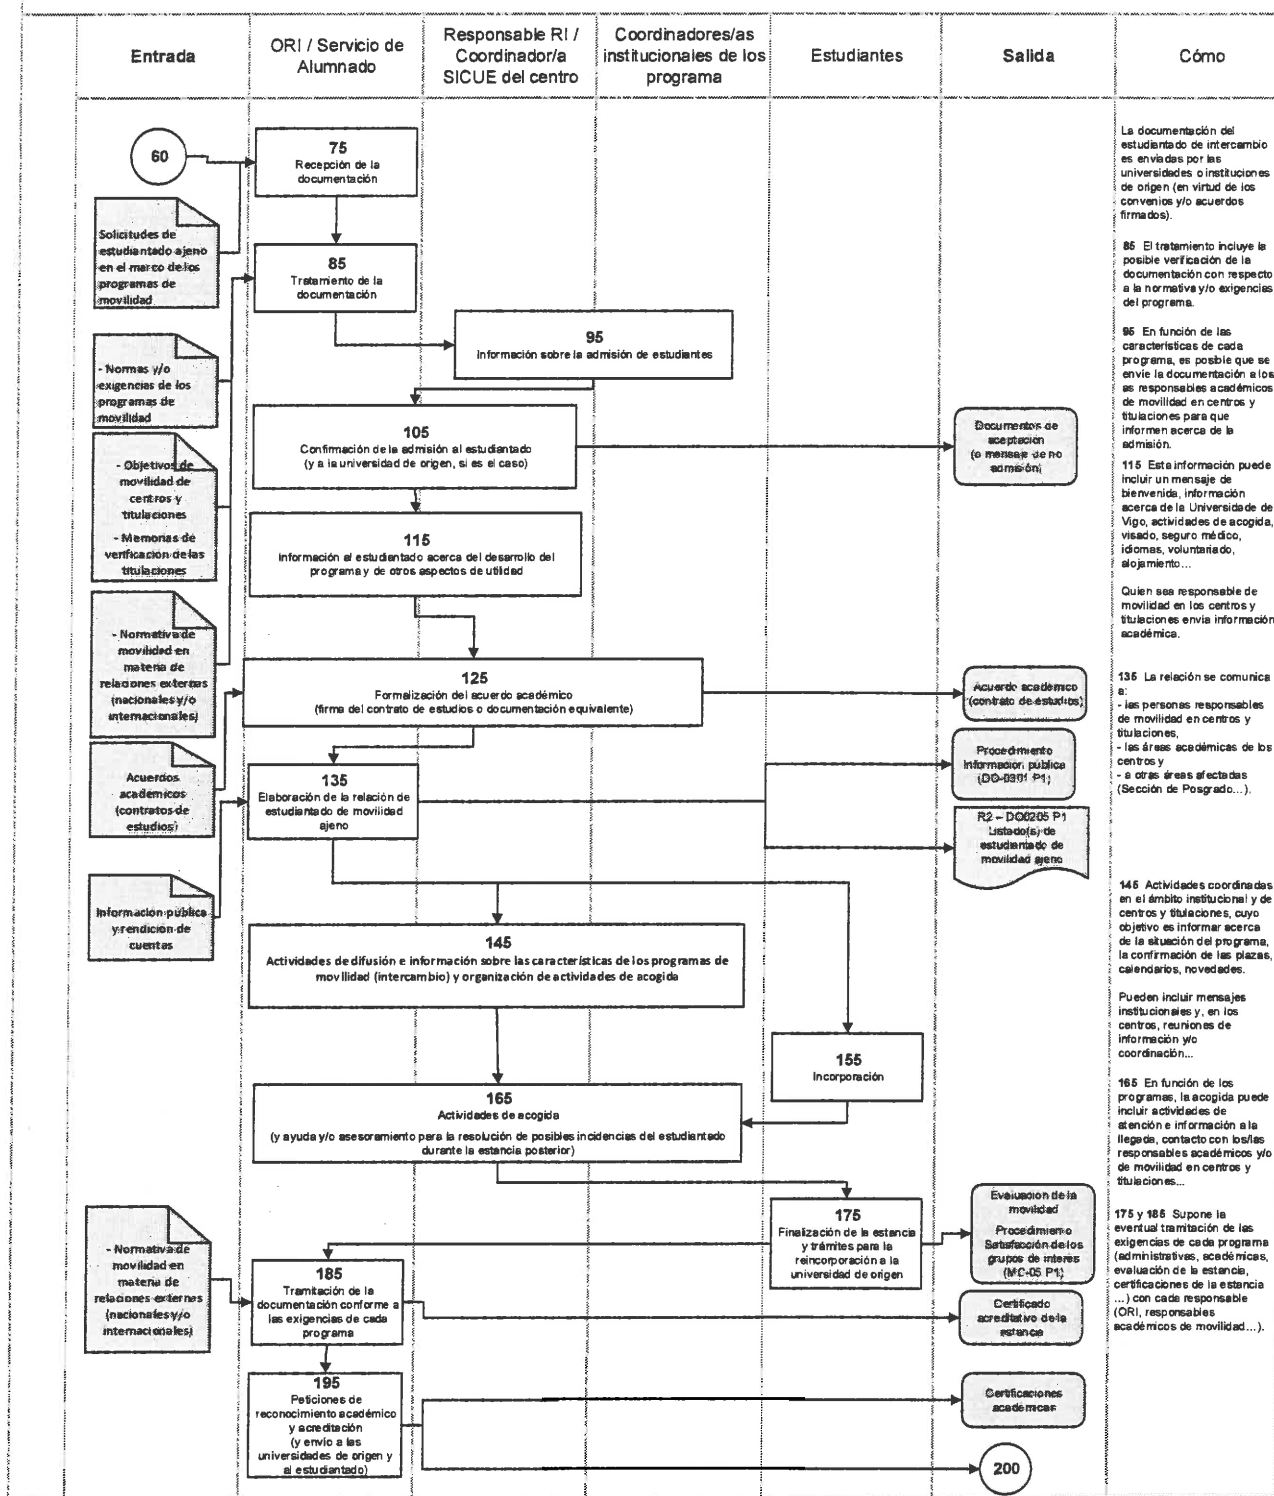 Entrada
ORI / Servicio de
Alumnado
Responsable RI /
Coordinador/a
SICUE del centro
Coordinadores/as
institucionales de los
programa
Estudiantes
Salida
Cómo
60
Solicitudes de
estudiantado ajeno
en el marco de los
programas de
movilidad
- Normas y/o
exigencias de los
programas de
movilidad
- Objetivos de
movilidad de
centros y
titulaciones
- Memorias de
verificación de las
titulaciones
- Normativa de
movilidad en
materia de
relaciones externas
(nacionales y/o
internacionales)
Acuerdos
académicos
(contratos de
estudios)
Información pública
y rendición de
cuentas
- Normativa de
movilidad en
materia de
relaciones externas
(nacionales y/o
internacionales)
75
Recepción de la
documentación
85
Tratamiento de la
documentación
95
Información sobre la admisión de estudiantes
105
Confirmación de la admisión al estudiantado
(y a la universidad de origen, si es el caso)
115
Información al estudiantado acerca del desarrollo del
programa y de otros aspectos de utilidad
125
Formalización del acuerdo académico
(firma del contrato de estudios o documentación equivalente)
135
Elaboración de la relación de
estudiantado de movilidad
ajeno
145
Actividades de difusión e información sobre las características de los programas de
movilidad (intercambio) y organización de actividades de acogida
155
Incorporación
165
Actividades de acogida
(y ayuda y/o asesoramiento para la resolución de posibles incidencias del estudiantado
durante la estancia posterior)
175
Finalización de la estancia
y trámites para la
reincorporación a la
universidad de origen
185
Tramitación de la
documentación conforme a
las exigencias de cada
programa
195
Peticiones de
reconocimiento académico
y acreditación
(y envío a las
universidades de origen y
al estudiantado)
Documentos de
aceptación
(o mensaje de no
admisión)
Acuerdo académico
(contrato de estudios)
Procedimiento
Información pública
(DO-0301 P1)
R2 – DO0205 P1
Listado(s) de
estudiantado de
movilidad ajeno
Evaluación de la
movilidad
Procedimiento
Satisfacción de los
grupos de interés
(MC-05 P1)
Certificado
acreditativo de la
estancia
Certificaciones
académicas
200
La documentación del
estudiantado de intercambio
es enviadas por las
universidades o instituciones
de origen (en virtud de los
convenios y/o acuerdos
firmados).
85 El tratamiento incluye la
posible verificación de la
documentación con respecto
a la normativa y/o exigencias
del programa.
95 En función de las
características de cada
programa, es posible que se
envíe la documentación a los
as responsables académicos
de movilidad en centros y
titulaciones para que
informen acerca de la
admisión.
115 Esta información puede
incluir un mensaje de
bienvenida, información
acerca de la Universidade de
Vigo, actividades de acogida,
visado, seguro médico,
idiomas, voluntariado,
alojamiento...
Quien sea responsable de
movilidad en los centros y
titulaciones envía información
académica.
135 La relación se comunica
a:
- las personas responsables
de movilidad en centros y
titulaciones,
- las áreas académicas de los
centros y
- a otras áreas afectadas
(Sección de Posgrado...).
145 Actividades coordinadas
en el ámbito institucional y de
centros y titulaciones, cuyo
objetivo es informar acerca
de la situación del programa,
la confirmación de las plazas,
calendarios, novedades.
Pueden incluir mensajes
institucionales y, en los
centros, reuniones de
información y/o
coordinación...
165 En función de los
programas, la acogida puede
incluir actividades de
atención e información a la
llegada, contacto con los/las
responsables académicos y/o
de movilidad en centros y
titulaciones...
175 y 185 Supone la
eventual tramitación de las
exigencias de cada programa
(administrativas, académicas,
evaluación de la estancia,
certificaciones de la estancia
...) con cada responsable
(ORI, responsables
académicos de movilidad...).